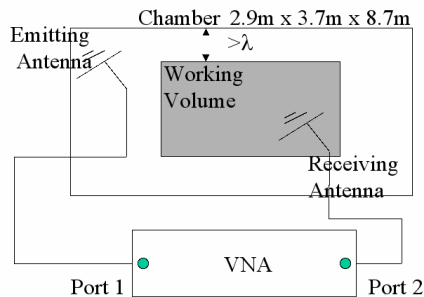 Chamber 2.9m x 3.7m x 8.7m
Emitting
Antenna
>λ
Working
Volume
Receiving
Antenna
VNA
Port 1
Port 2